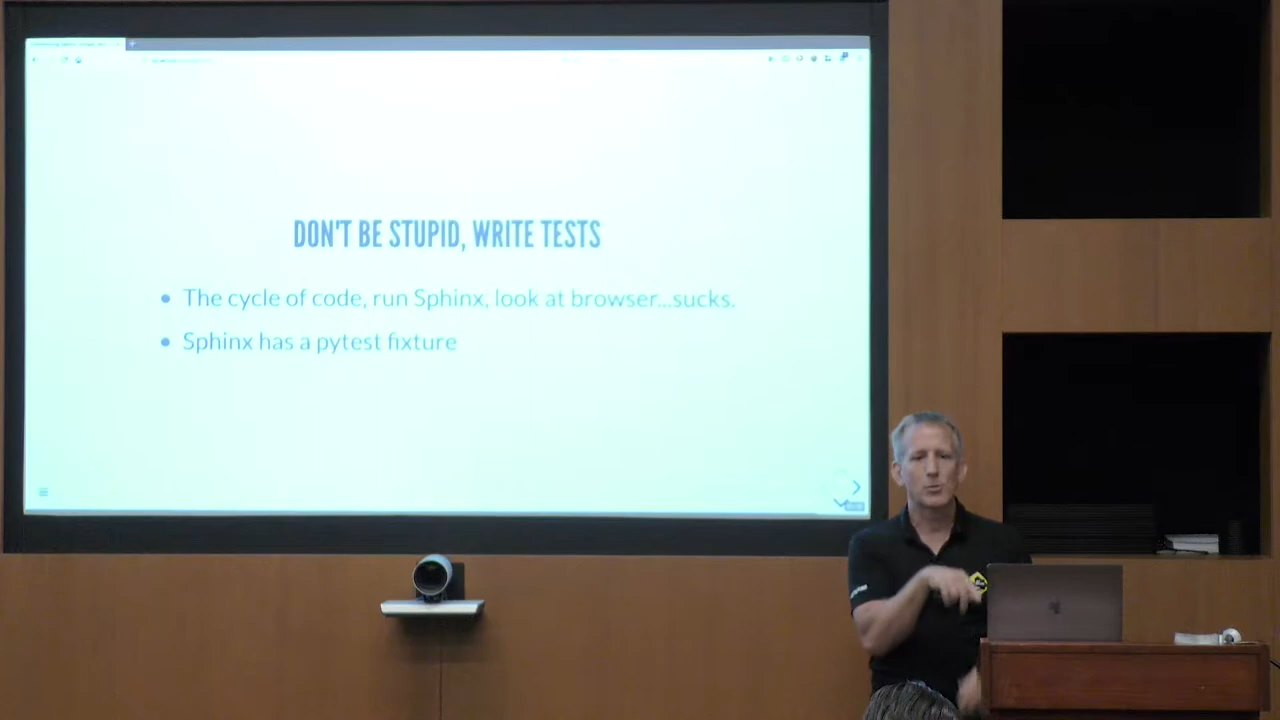 DON'T BE STUPID, WRITE TESTS
The cycle of code, run Sphinx, look at browser...sucks.
Sphinx has a pytest fixture